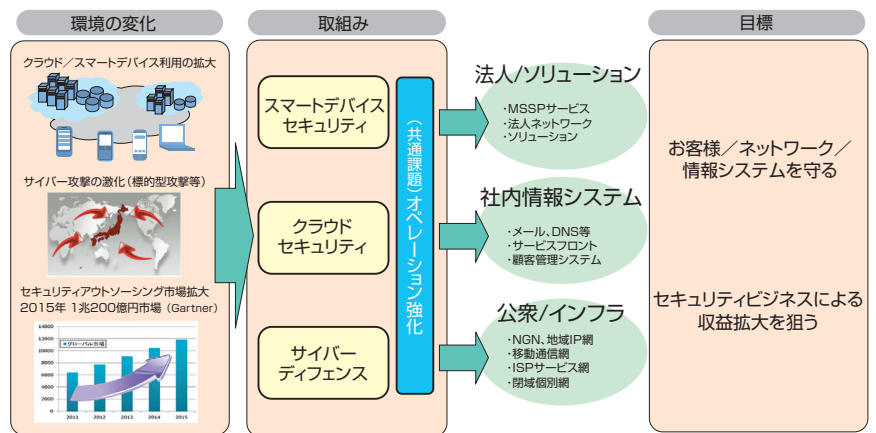 環境の変化
取組み
目標
クラウド／スマートデバイス利用の拡大
サイバー攻撃の激化（標的型攻撃等）
セキュリティアウトソーシング市場拡大
2015年 1兆200億円市場（Gartner）
14000
12000
10000
8000
6000
4000
2000
0
グローバル市場
2011 2012 2013 2014 2015
スマートデバイス
セキュリティ
クラウド
セキュリティ
サイバー
ディフェンス
（共通課題）オペレーション強化
法人/ソリューション
・MSSPサービス
・法人ネットワーク
・ソリューション
社内情報システム
・メール、DNS等
・サービスフロント
・顧客管理システム
公衆/インフラ
・NGN、地域IP網
・移動通信網
・ISPサービス網
・閉域個別網
お客様／ネットワーク／
情報システムを守る
セキュリティビジネスによる
収益拡大を狙う